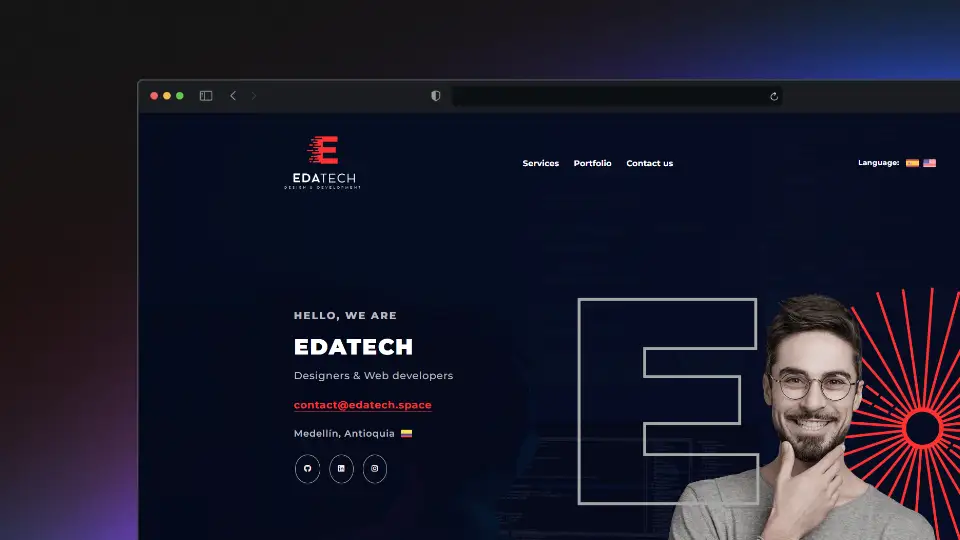 EDATECH
DESIGN & DEVELOPMENT
Services Portfolio Contact us
Language:
HELLO, WE ARE
EDATECH
Designers & Web developers
contact@edatech.space
Medellín, Antioquia
E